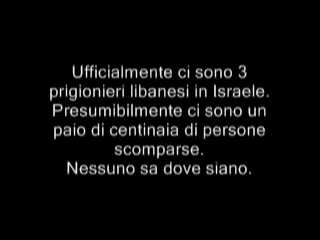 Ufficialmente ci sono 3
prigionieri libanesi in Israele.
Presumibilmente ci sono un
paio di centinaia di persone
scomparse.
Nessuno sa dove siano.